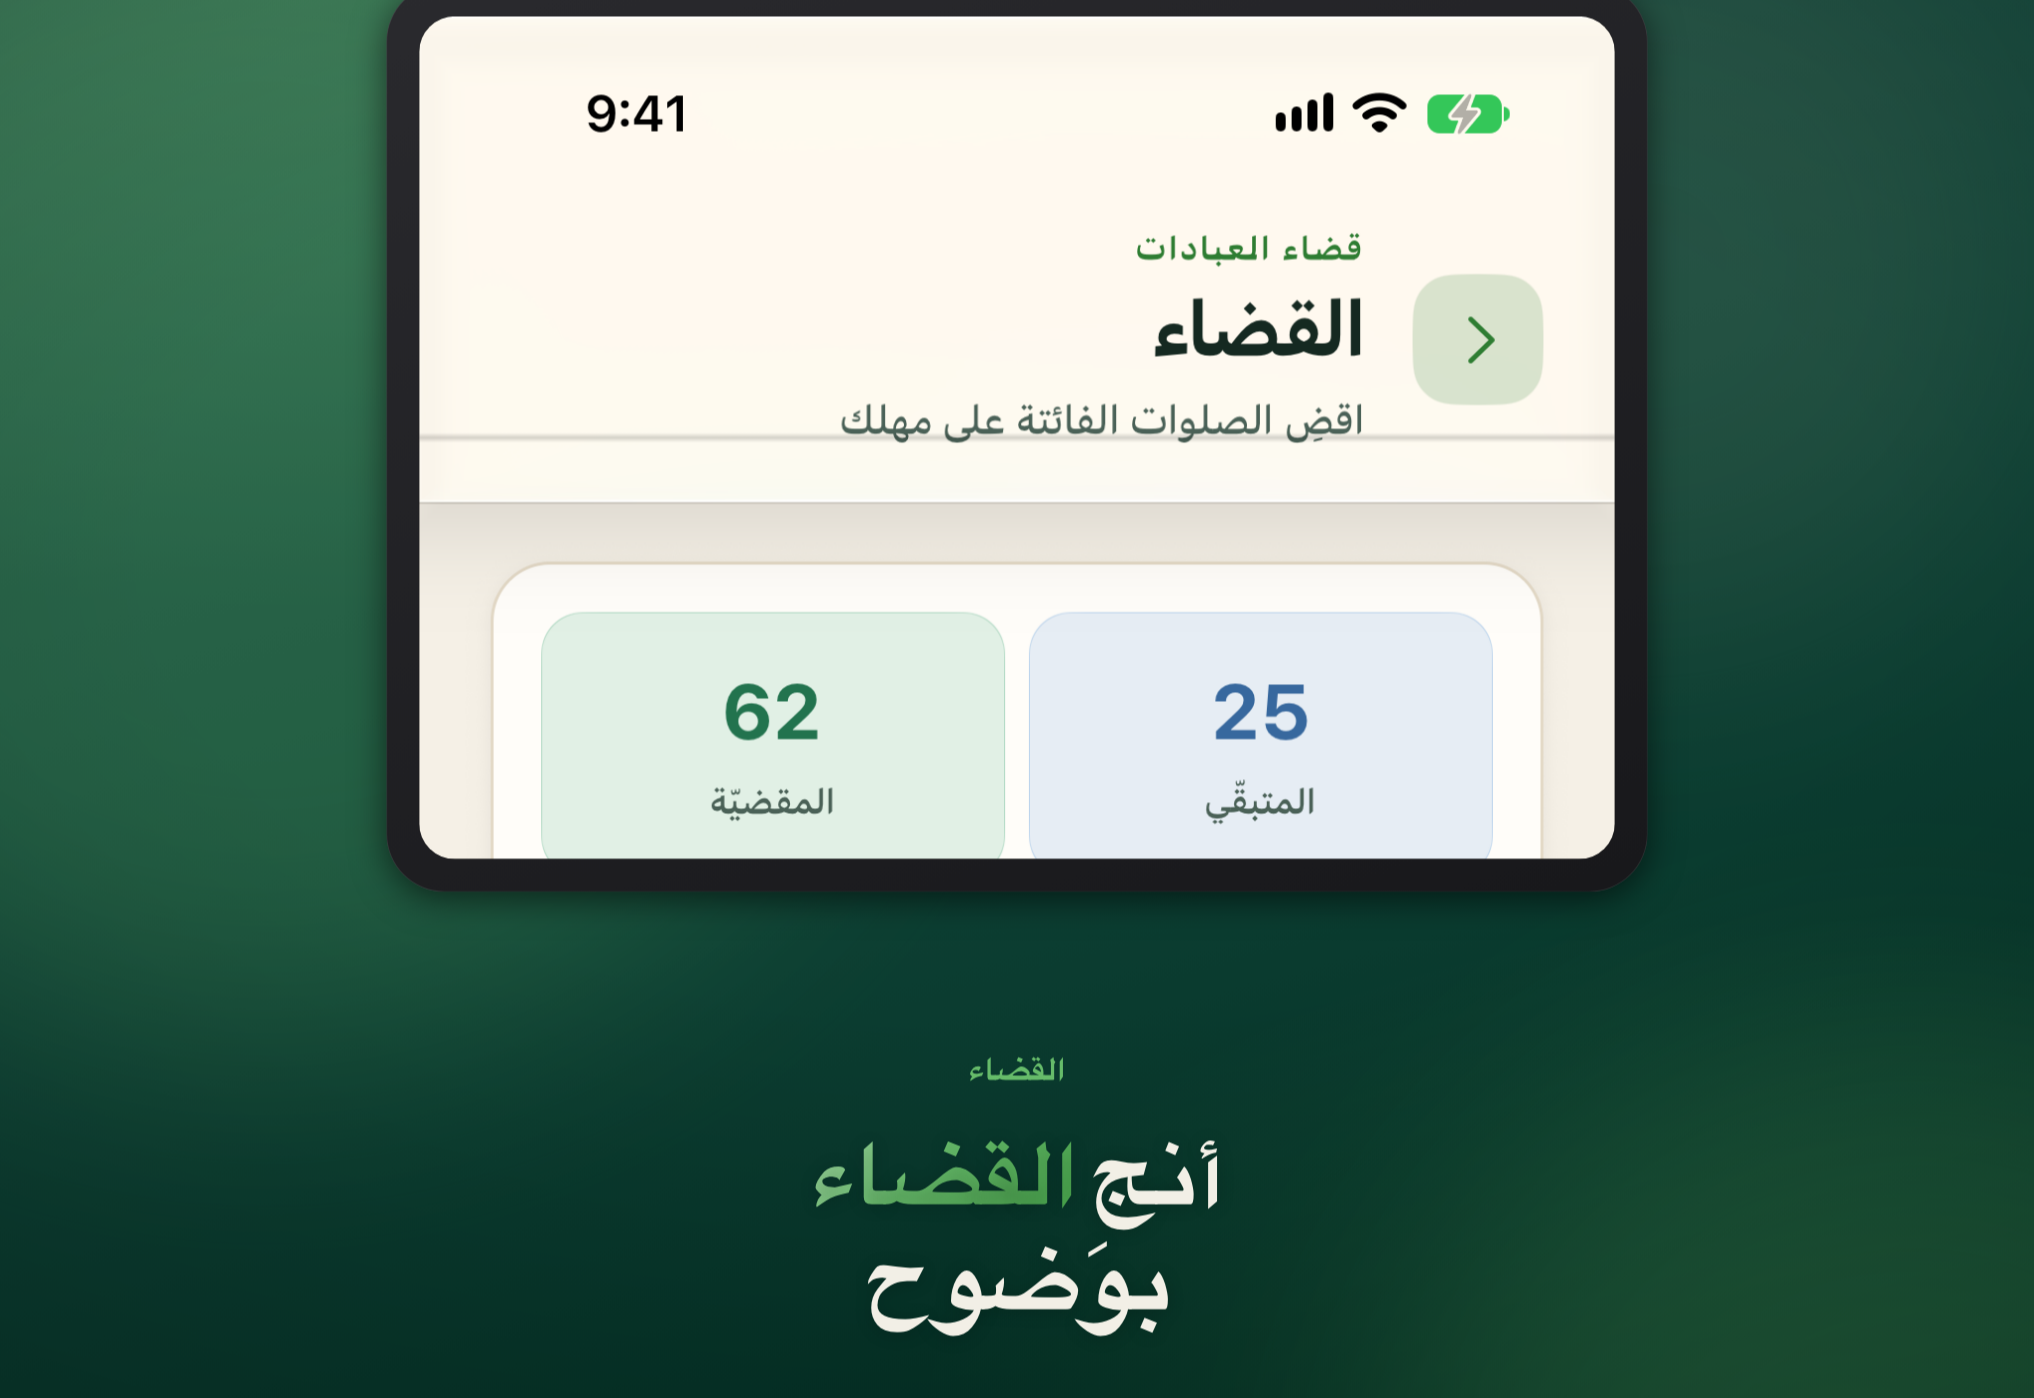 9:41
قضاء العبادات
القضاء
اقضِ الصلوات الفائتة على مهلك
25
المتبقّي
62
المقضيّة
القضاء
أنج القضاء
بوَضوح